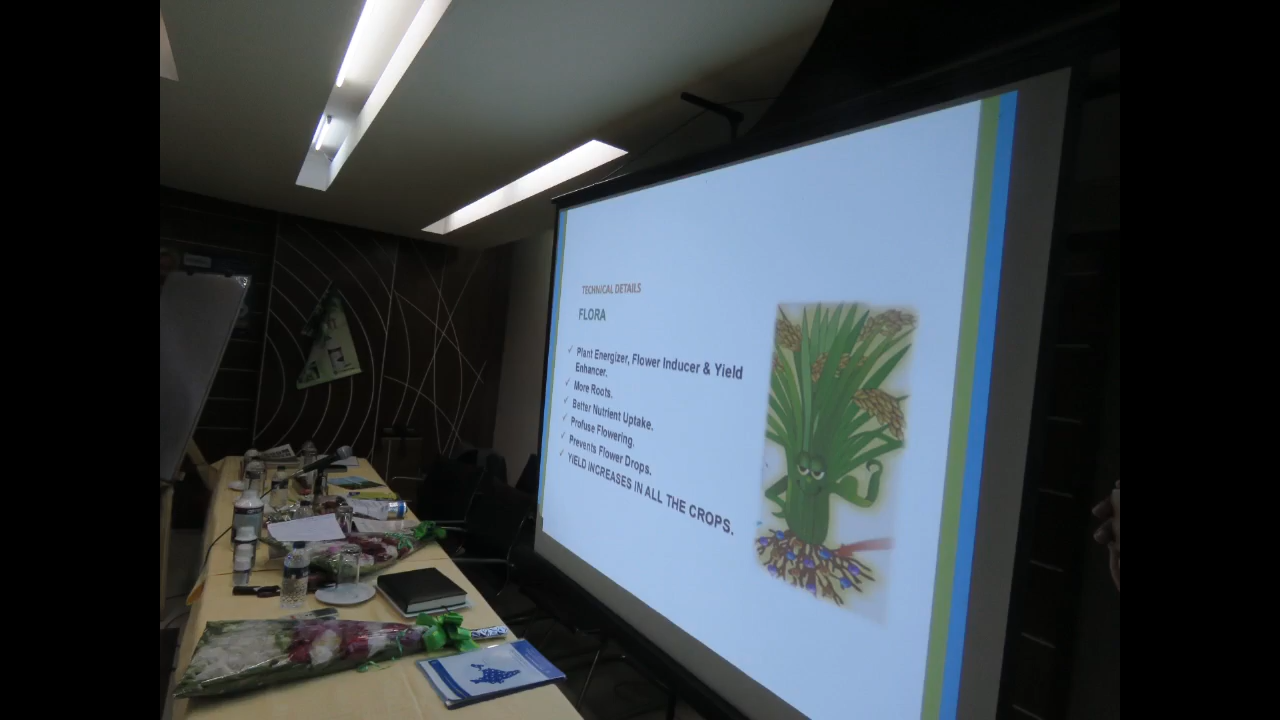 TECHNICAL DETAILS
FLORA
✓ Plant Energizer, Flower Inducer & Yield
Enhancer.
✓ More Roots.
✓ Better Nutrient Uptake.
✓ Profuse Flowering.
✓ Prevents Flower Drops.
✓ YIELD INCREASES IN ALL THE CROPS.